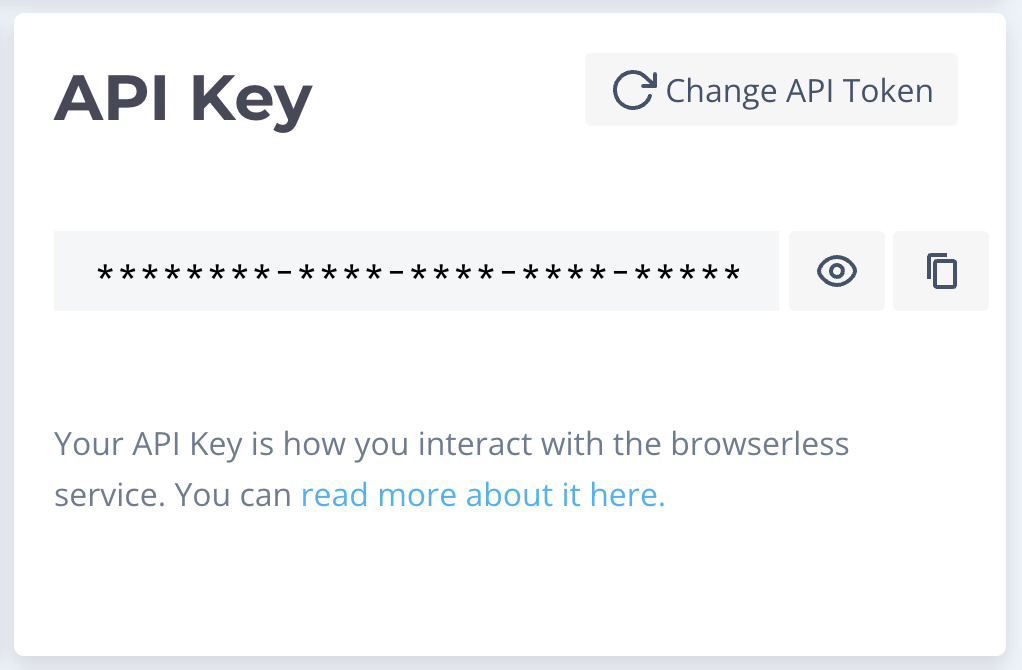 API Key
Change API Token
********-****-****-****-*****
Your API Key is how you interact with the browserless
service. You can read more about it here.